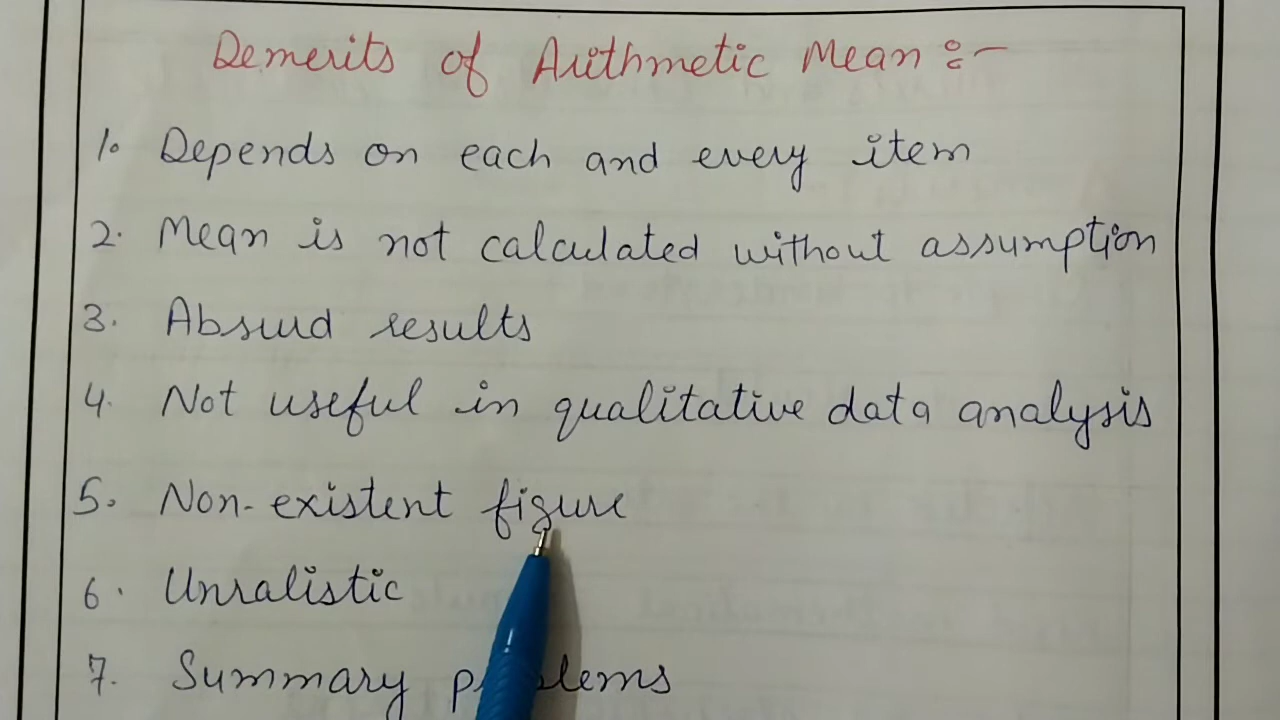 Demerits of Arithmetic Mean :-
1. Depends on each and every item
2. Mean is not calculated without assumption
3. Absurd results
4. Not useful in qualitative data analysis
5. Non-existent figure
6. Unralistic
7. Summary problems